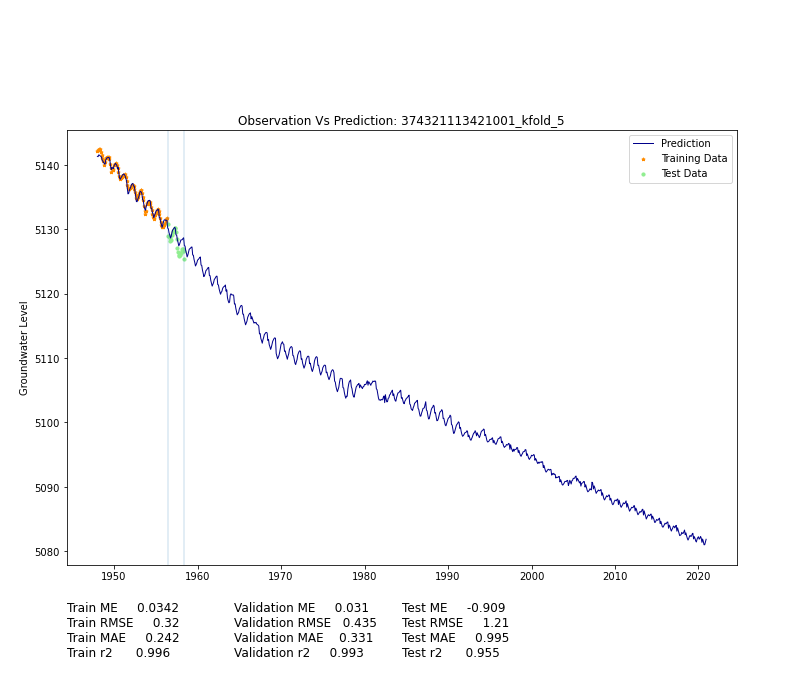 Observation Vs Prediction: 374321113421001_kfold_5
Prediction
Training Data
Test Data
Groundwater Level
5140
5130
5120
5110
5100
5090
5080
1950 1960 1970 1980 1990 2000 2010 2020
Train ME 0.0342 Validation ME 0.031 Test ME -0.909
Train RMSE 0.32 Validation RMSE 0.435 Test RMSE 1.21
Train MAE 0.242 Validation MAE 0.331 Test MAE 0.995
Train r2 0.996 Validation r2 0.993 Test r2 0.955